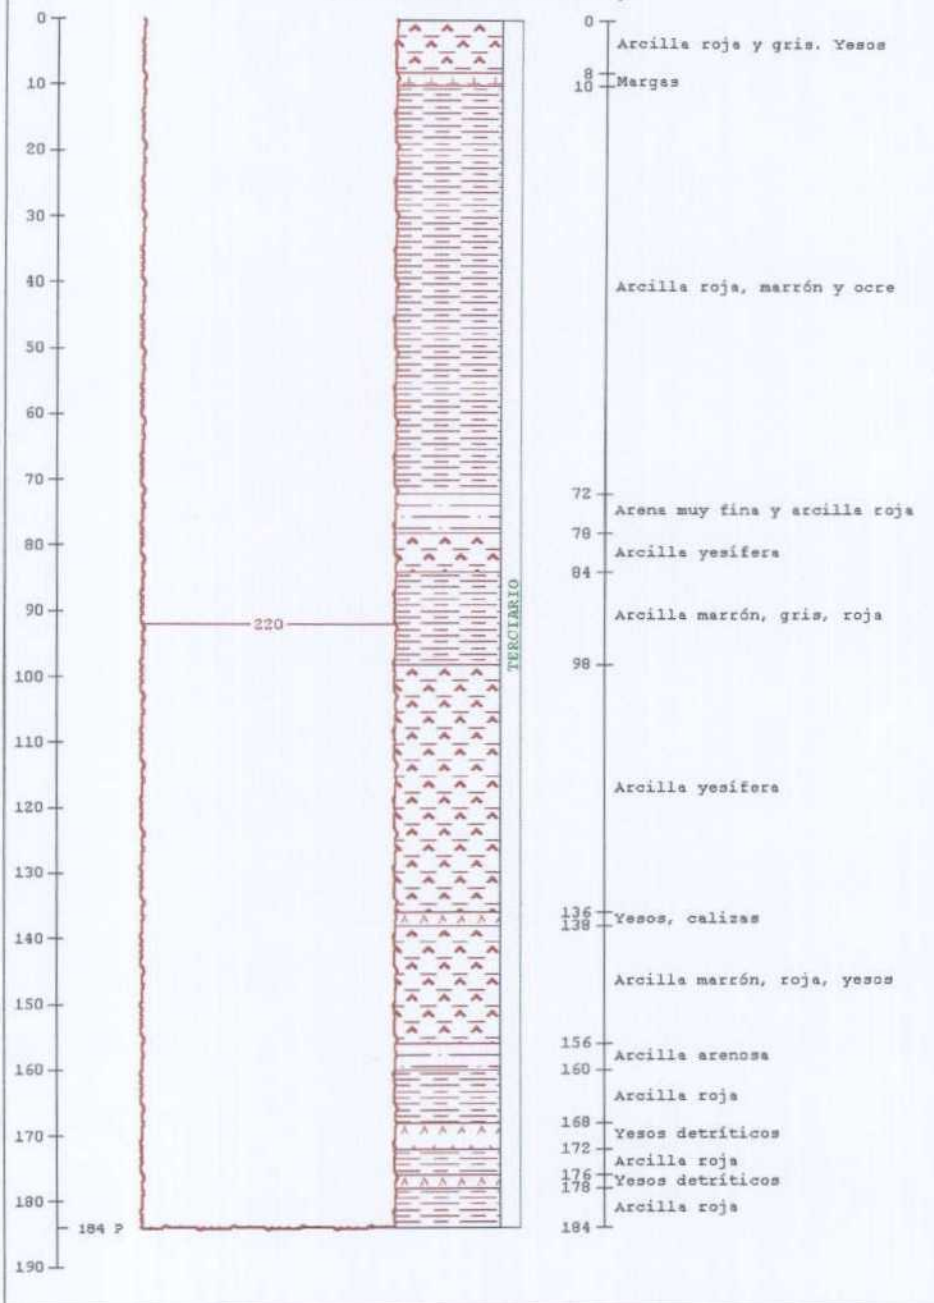 0
10
20
30
40
50
60
70
80
90
100
110
120
130
140
150
160
170
180
184 P
190
220
TERCIARIO
0
Arcilla roja y gris. Yesos
8
10
Margas
Arcilla roja, marrón y ocre
72
Arena muy fina y arcilla roja
78
Arcilla yesífera
84
Arcilla marrón, gris, roja
98
Arcilla yesífera
136
Yesos, calizas
138
Arcilla marrón, roja, yesos
156
Arcilla arenosa
160
Arcilla roja
168
Yesos detríticos
172
Arcilla roja
176
Yesos detríticos
178
Arcilla roja
184